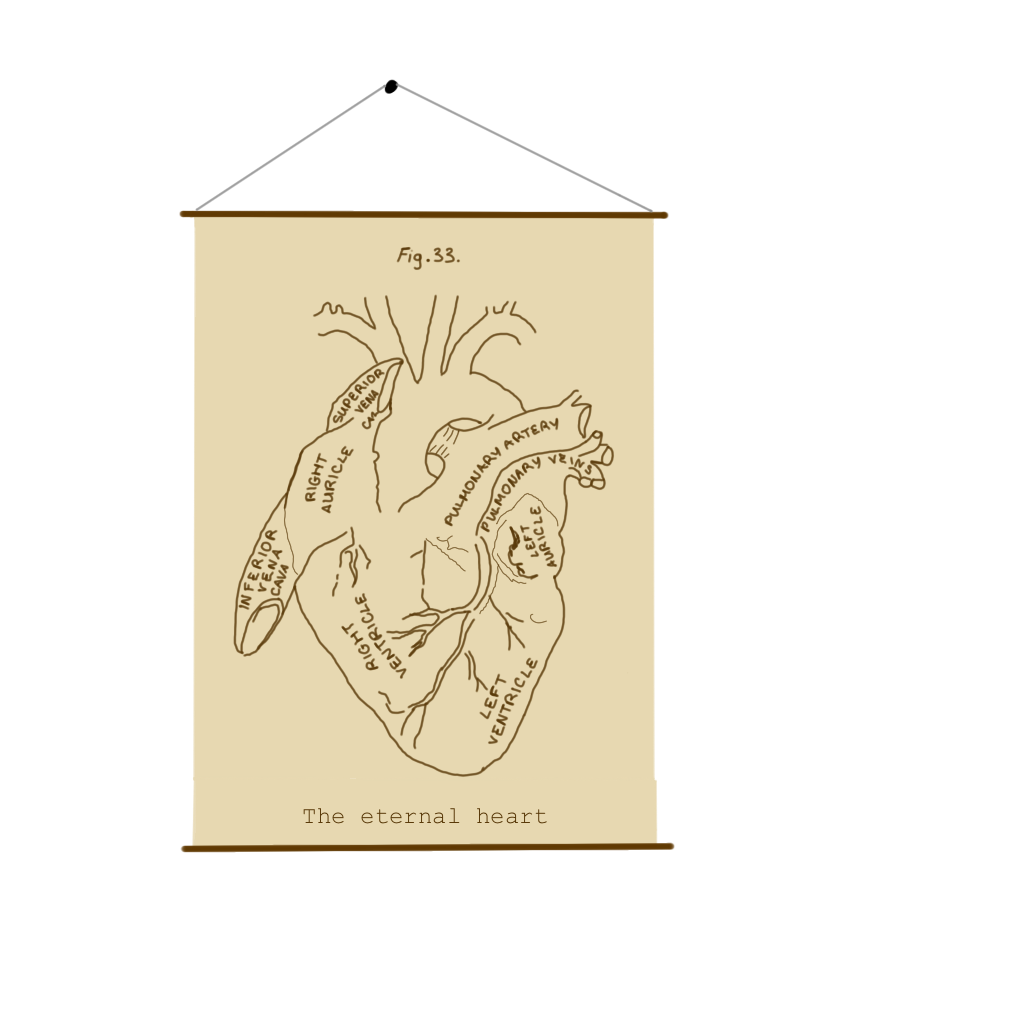 Fig.33.
SUPERIOR
VENA
RIGHT
AURICLE
PULMONARY ARTERY
PULMONARY VEINS
LEFT
AURICLE
INFERIOR
VENA
CAVA
RIGHT
VENTRICLE
LEFT
VENTRICLE
The eternal heart